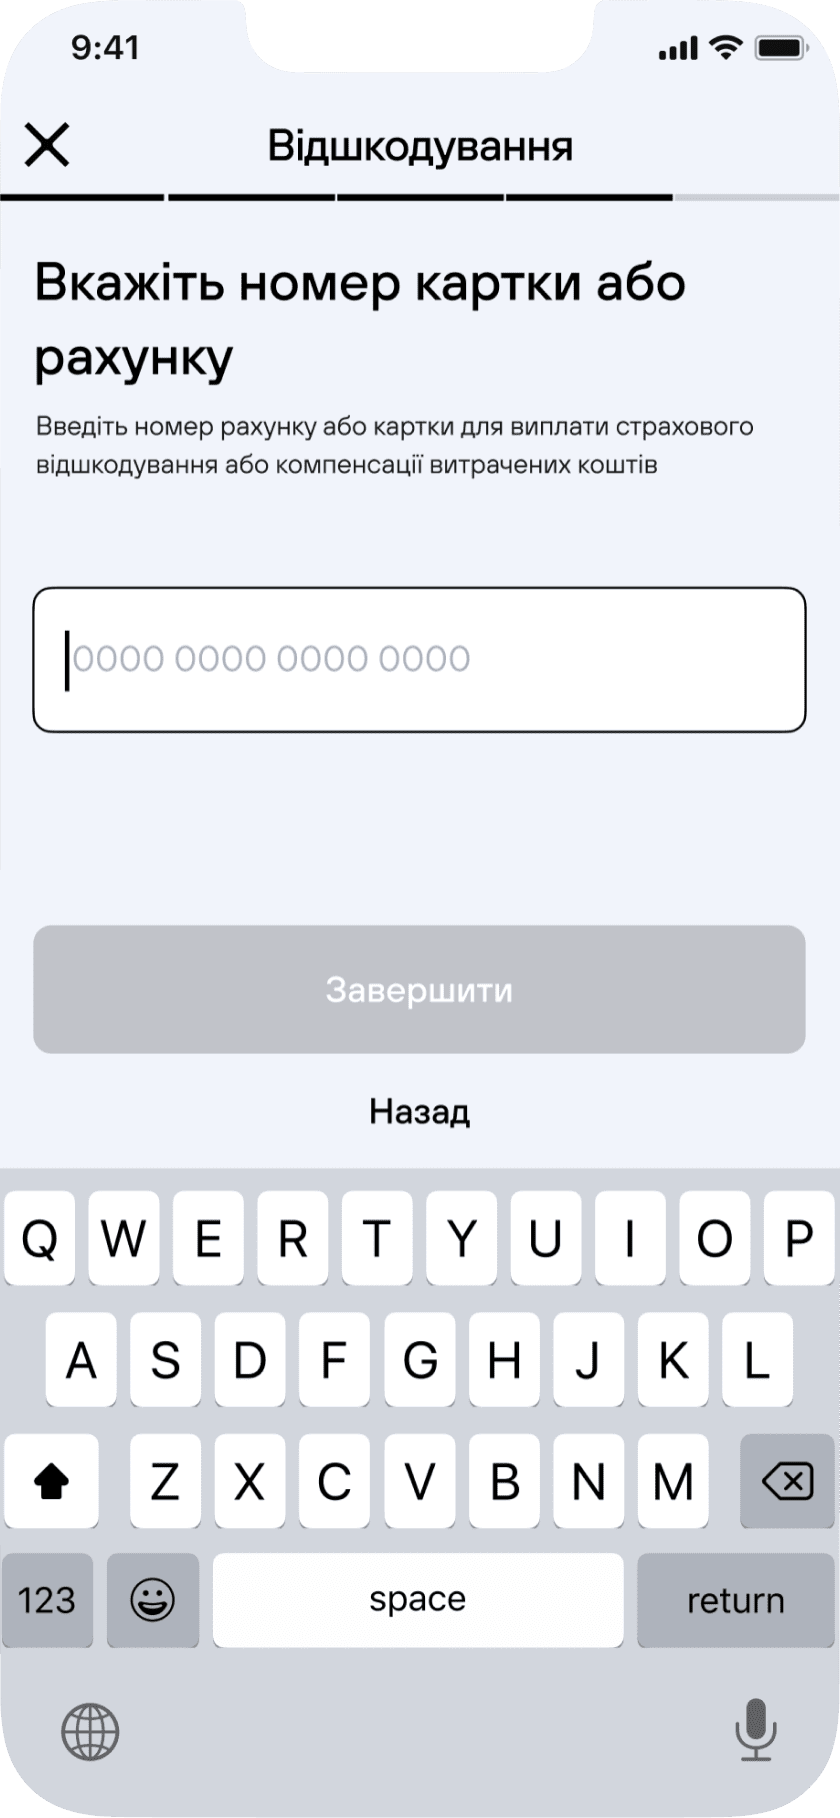 9:41
Відшкодування
Вкажіть номер картки або
рахунку
Введіть номер рахунку або картки для виплати страхового
відшкодування або компенсації витрачених коштів
0000 0000 0000 0000
Завершити
Назад
Q W E R T Y U I O P
A S D F G H J K L
Z X C V B N M
123 space return